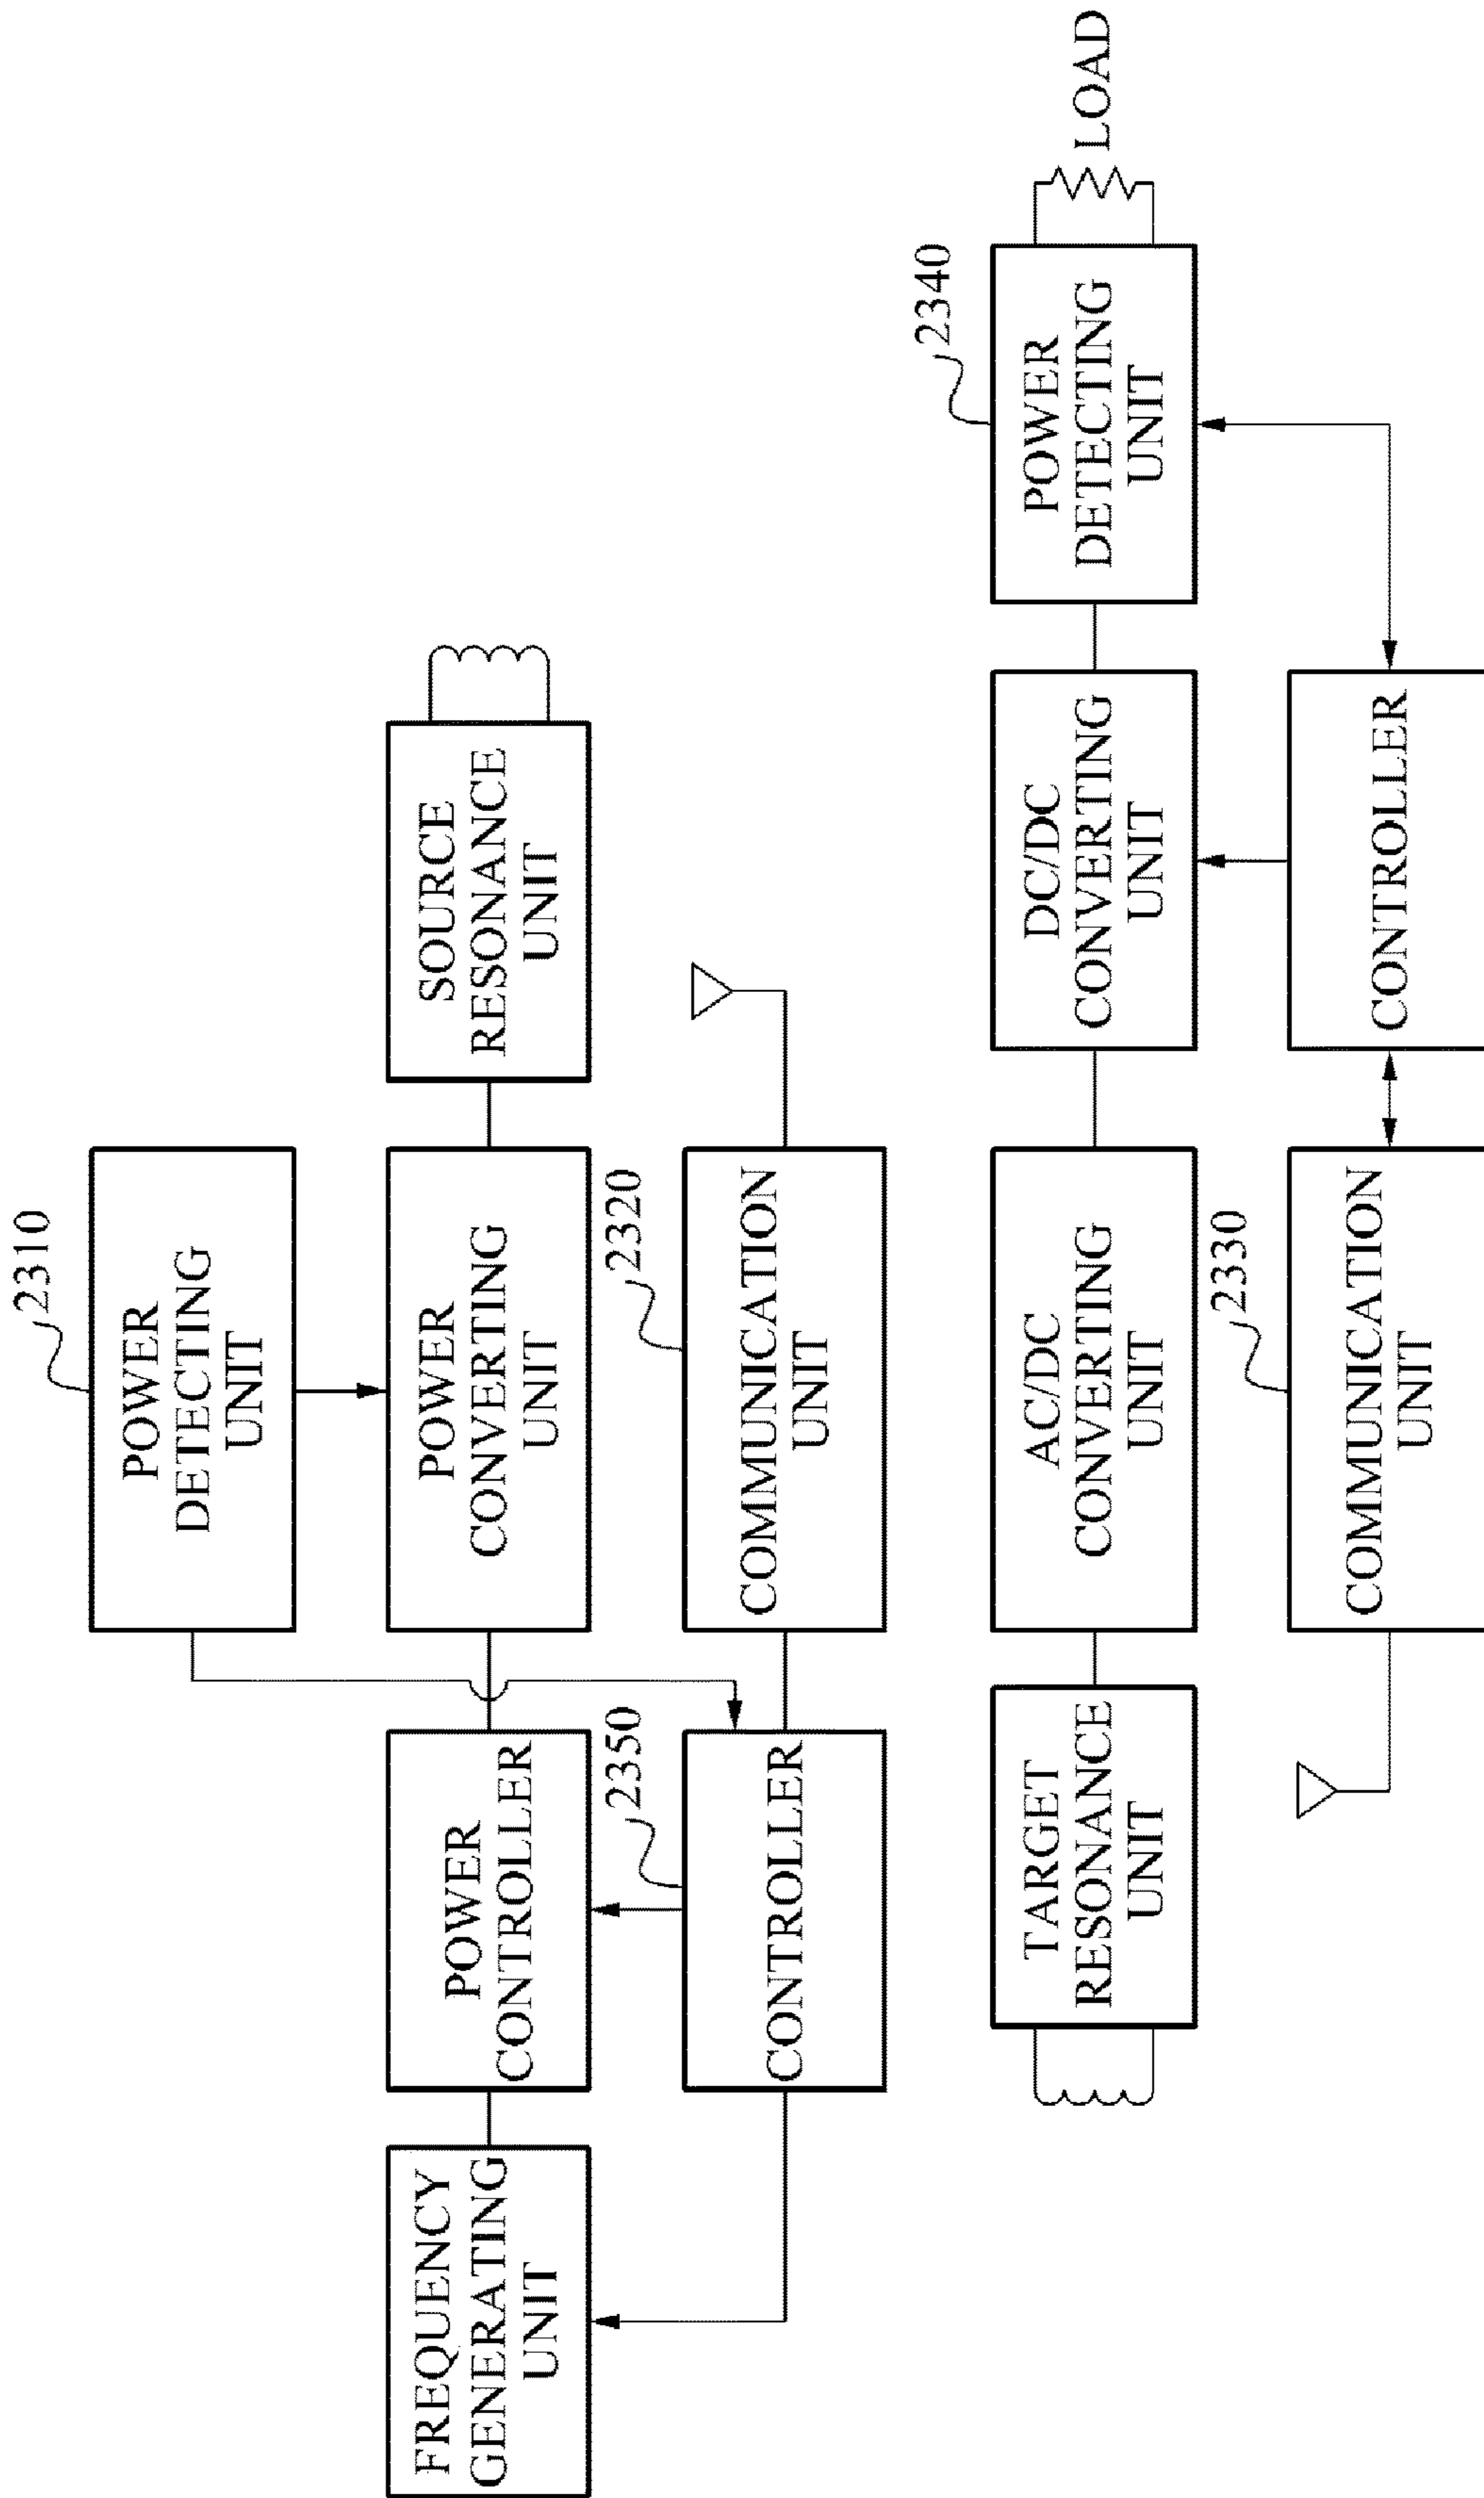 2310
POWER
DETECTING
UNIT
FREQUENCY
GENERATING
UNIT
POWER
CONTROLLER
POWER
CONVERTING
UNIT
SOURCE
RESONANCE
UNIT
2350
2320
CONTROLLER
COMMUNICATION
UNIT
2340
TARGET
RESONANCE
UNIT
AC/DC
CONVERTING
UNIT
DC/DC
CONVERTING
UNIT
POWER
DETECTING
UNIT
LOAD
2330
COMMUNICATION
UNIT
CONTROLLER